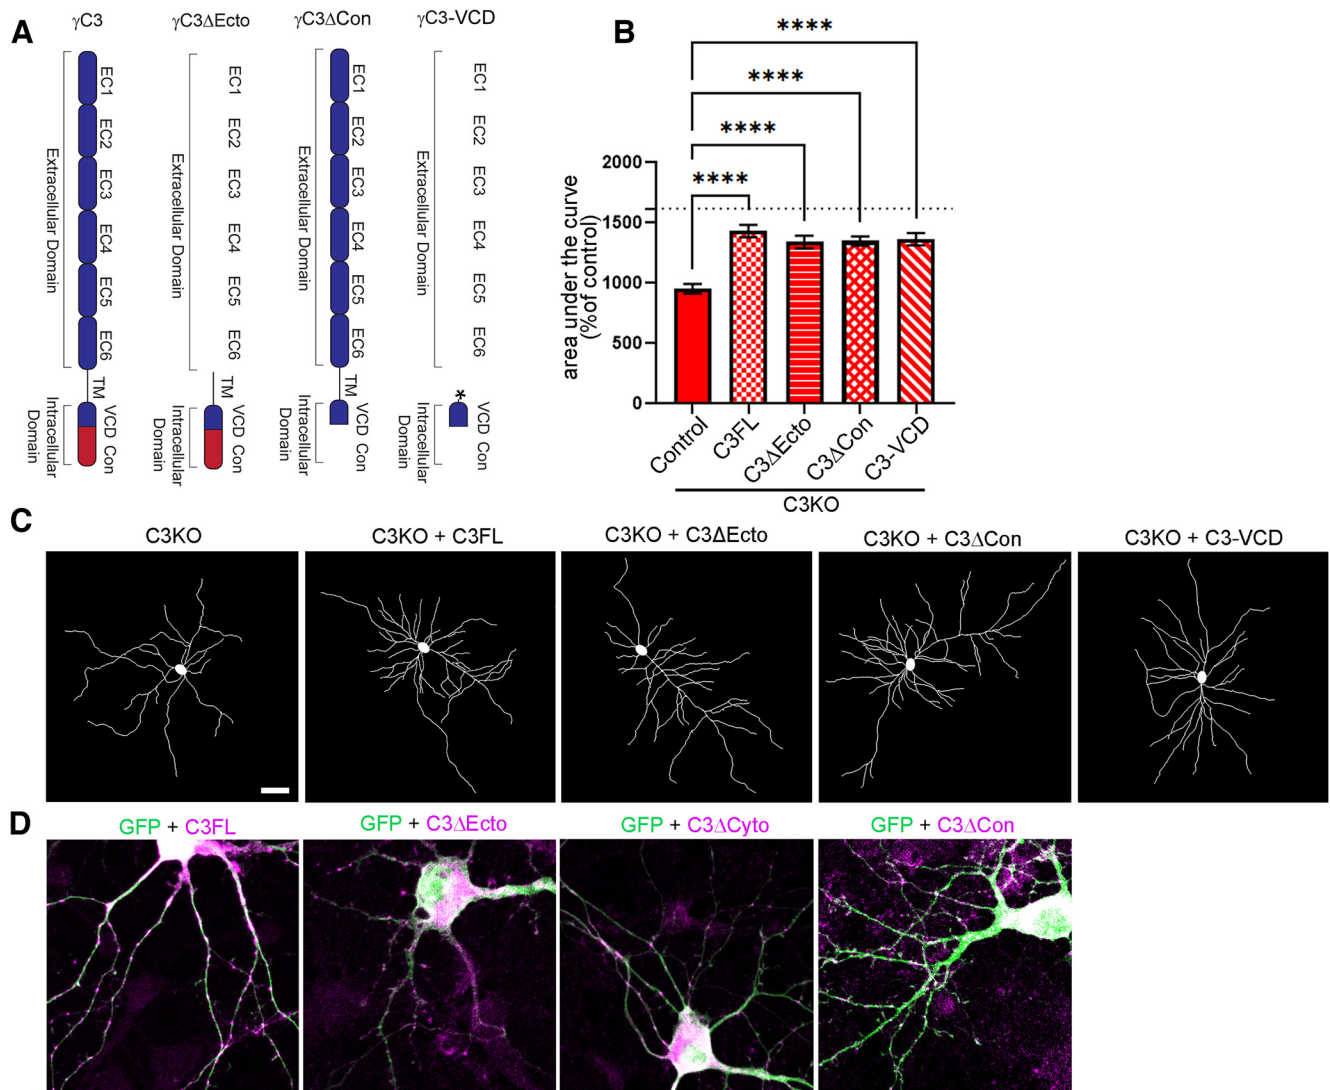 A
γC3
γC3ΔEcto
γC3ΔCon
γC3-VCD
Extracellular Domain
EC1
EC2
EC3
EC4
EC5
EC6
TM
Intracellular
Domain
VCD Con
Extracellular Domain
EC1
EC2
EC3
EC4
EC5
EC6
TM
Intracellular
Domain
VCD Con
Extracellular Domain
EC1
EC2
EC3
EC4
EC5
EC6
TM
Intracellular
Domain
VCD Con
Extracellular Domain
EC1
EC2
EC3
EC4
EC5
EC6
*
Intracellular
Domain
VCD Con
B
****
****
****
****
area under the curve
(%of control)
2000
1500
1000
500
0
Control
C3FL
C3ΔEcto
C3ΔCon
C3-VCD
C3KO
C
C3KO
C3KO + C3FL
C3KO + C3ΔEcto
C3KO + C3ΔCon
C3KO + C3-VCD
D
GFP + C3FL
GFP + C3ΔEcto
GFP + C3ΔCyto
GFP + C3ΔCon